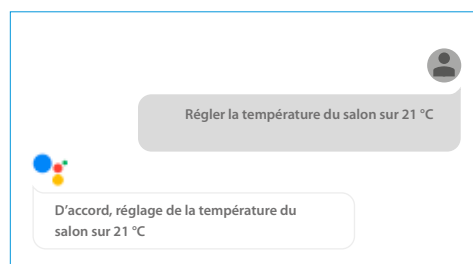 Régler la température du salon sur 21 °C
D’accord, réglage de la température du
salon sur 21 °C